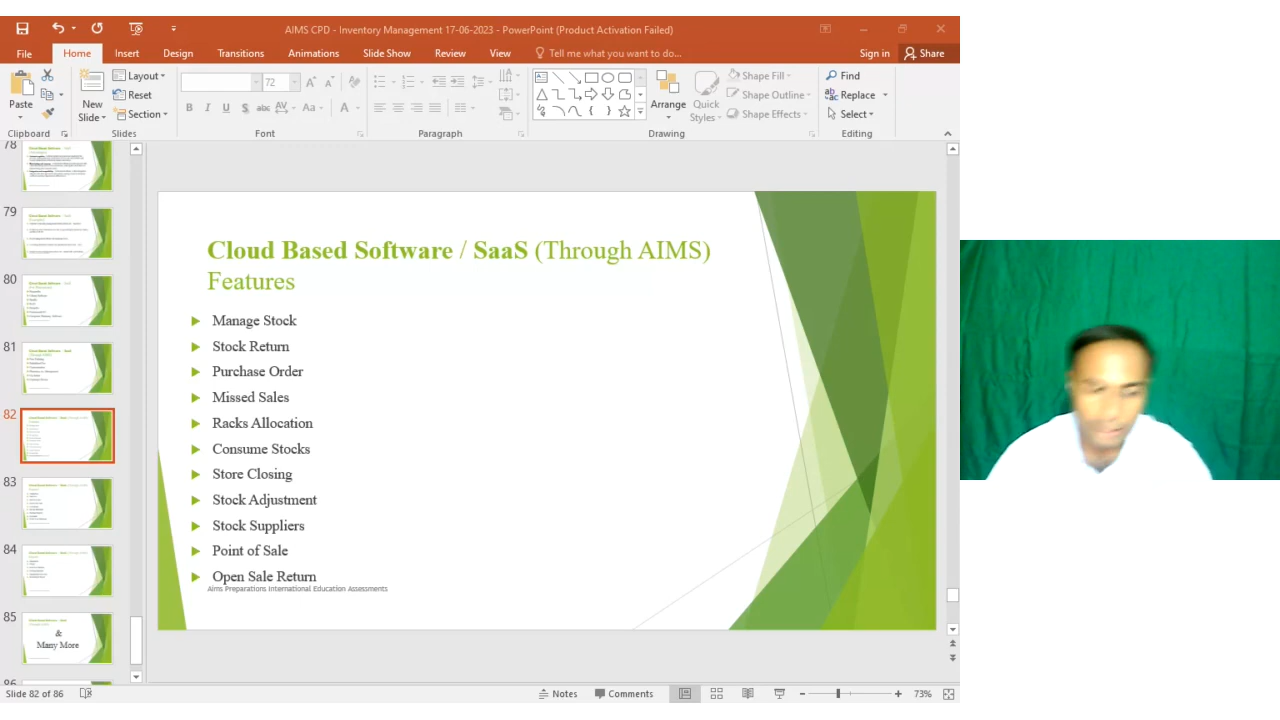 AIMS CPD - Inventory Management 17-06-2023 - PowerPoint (Product Activation Failed)
File Home Insert Design Transitions Animations Slide Show Review View Tell me what you want to do... Sign in Share
Paste
Clipboard
New Slide
Layout
Reset
Section
Slides
72
Font
Paragraph
Arrange
Quick Styles
Shape Fill
Shape Outline
Shape Effects
Drawing
Find
Replace
Select
Editing
78
79
80
81
82
83
84
85
&
Many More
86
Cloud Based Software / SaaS (Through AIMS)
Features
Manage Stock
Stock Return
Purchase Order
Missed Sales
Racks Allocation
Consume Stocks
Store Closing
Stock Adjustment
Stock Suppliers
Point of Sale
Open Sale Return
Aims Preparations International Education Assessments
Slide 82 of 86 Notes Comments 73%